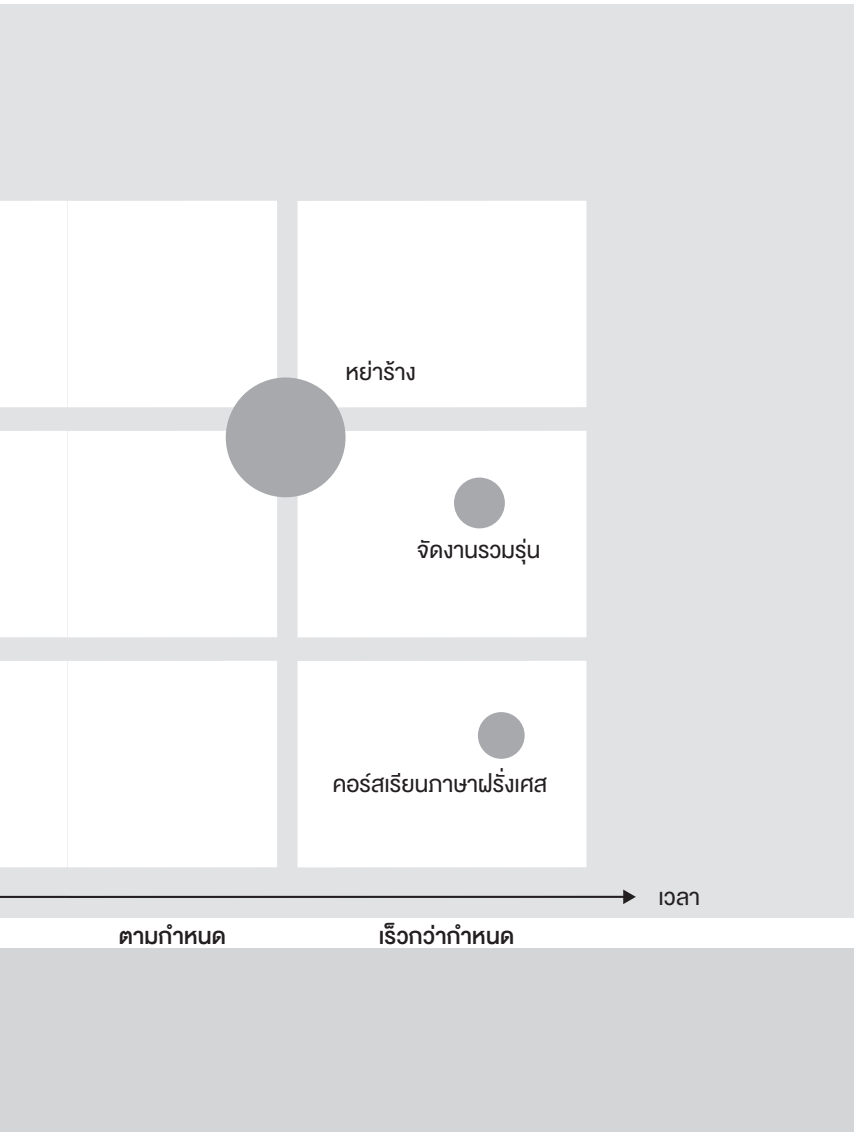 หย่าร้าง
จัดงานรวมรุ่น
คอร์สเรียนภาษาฝรั่งเศส
เวลา
ตามกำหนด
เร็วกว่ากำหนด